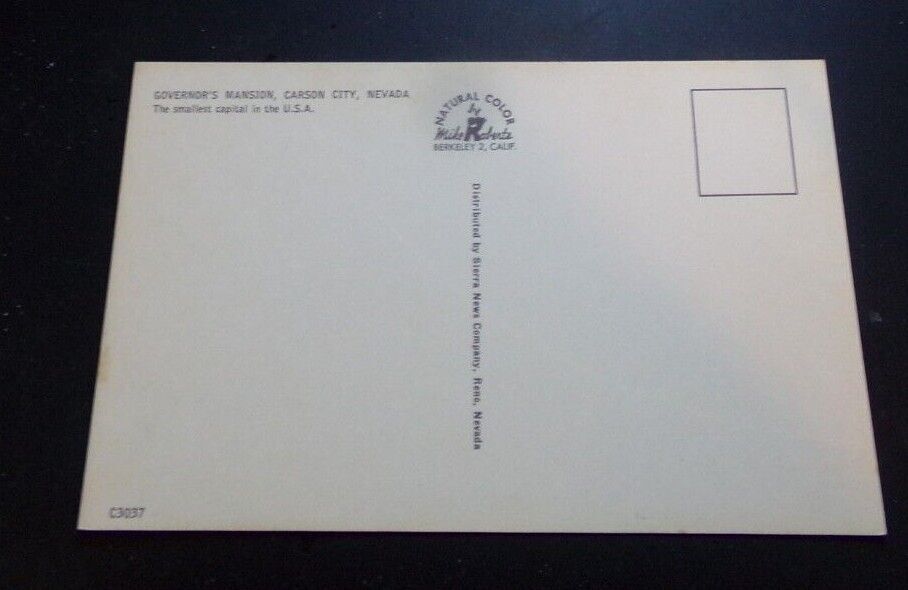 GOVERNOR'S MANSION, CARSON CITY, NEVADA
The smallest capital in the U.S.A.
NATURAL COLOR
by
Mike Roberts
BERKELEY 2, CALIF.
Distributed by Sierra News Company, Reno, Nevada
C3037